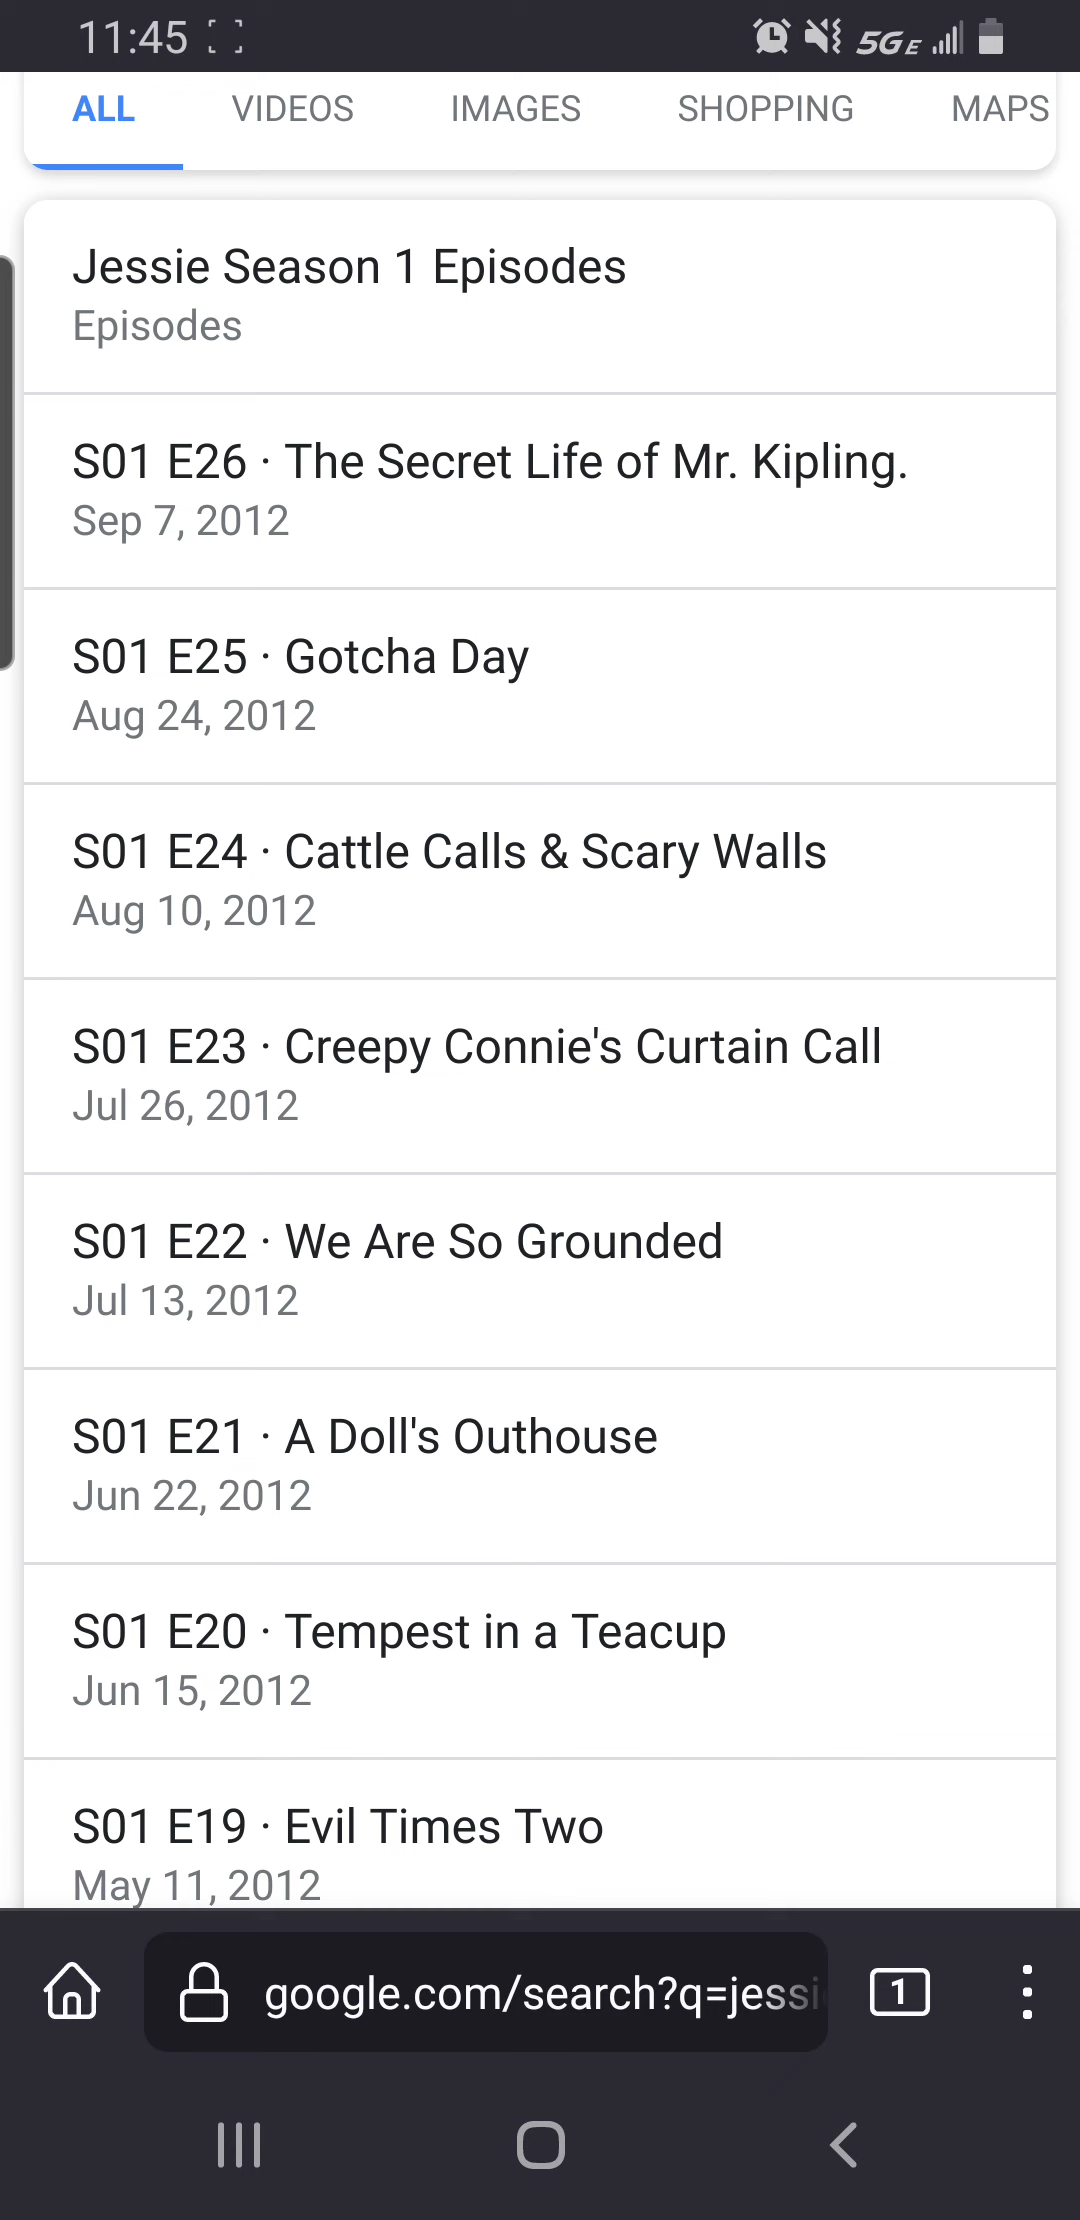 11:45
5G E
ALL VIDEOS IMAGES SHOPPING MAPS
Jessie Season 1 Episodes
Episodes
S01 E26 · The Secret Life of Mr. Kipling.
Sep 7, 2012
S01 E25 · Gotcha Day
Aug 24, 2012
S01 E24 · Cattle Calls & Scary Walls
Aug 10, 2012
S01 E23 · Creepy Connie's Curtain Call
Jul 26, 2012
S01 E22 · We Are So Grounded
Jul 13, 2012
S01 E21 · A Doll's Outhouse
Jun 22, 2012
S01 E20 · Tempest in a Teacup
Jun 15, 2012
S01 E19 · Evil Times Two
May 11, 2012
google.com/search?q=jessi
1